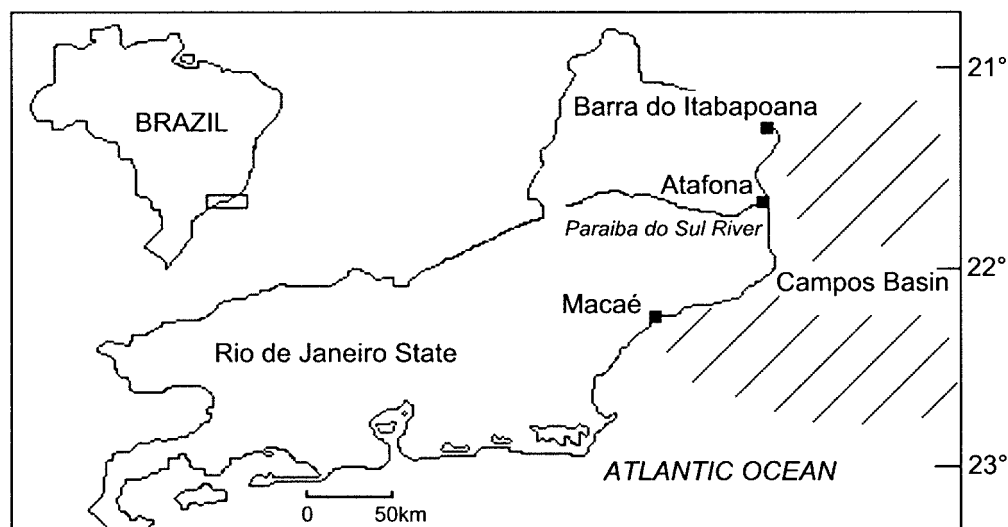 21°
BRAZIL
Barra do Itabapoana
Atafona
Paraiba do Sul River
22°
Campos Basin
Macaé
Rio de Janeiro State
ATLANTIC OCEAN
23°
0 50km